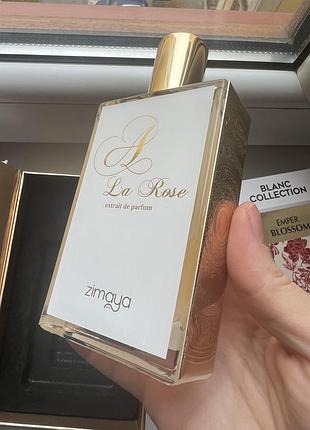 A
La Rose
extrait de parfum
zimaya
BLANC
COLLECTION
EMPER
BLOSSOM